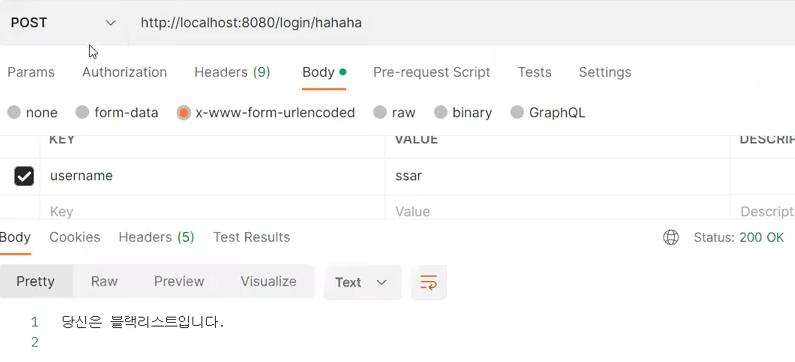 POST http://localhost:8080/login/hahaha
Params Authorization Headers (9) Body Pre-request Script Tests Settings
none form-data x-www-form-urlencoded raw binary GraphQL
KEY VALUE DESCRIP
username ssar
Key Value Descripti
Body Cookies Headers (5) Test Results Status: 200 OK
Pretty Raw Preview Visualize Text
1 당신은 블랙리스트입니다.
2